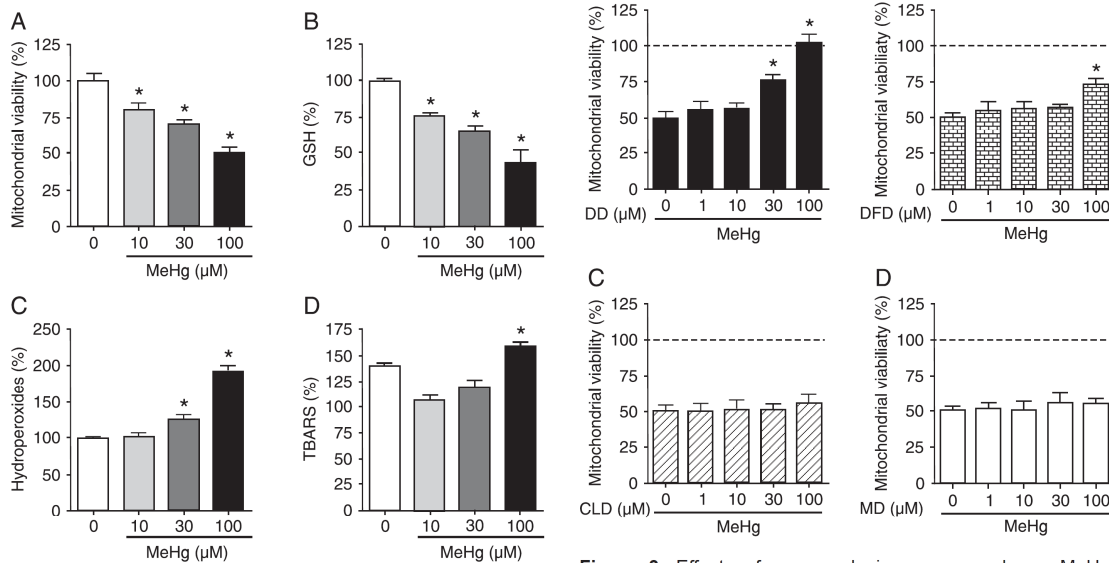 A
Mitochondrial viability (%)
125
100
75
50
25
0
*
*
*
0 10 30 100
MeHg (µM)
B
GSH (%)
125
100
75
50
25
0
*
*
*
0 10 30 100
MeHg (µM)
C
Hydroperoxides (%)
250
200
150
100
50
0
*
*
0 10 30 100
MeHg (µM)
D
TBARS (%)
175
150
125
100
75
50
25
0
*
0 10 30 100
MeHg (µM)
Mitochondrial viability (%)
125
100
75
50
25
0
*
*
0 1 10 30 100
DD (µM)
MeHg
Mitochondrial viabiliaty (%)
125
100
75
50
25
0
*
0 1 10 30 100
DFD (µM)
MeHg
C
Mitochondrial viability (%)
125
100
75
50
25
0
0 1 10 30 100
CLD (µM)
MeHg
D
Mitochondrial viabiliaty (%)
125
100
75
50
25
0
0 1 10 30 100
MD (µM)
MeHg